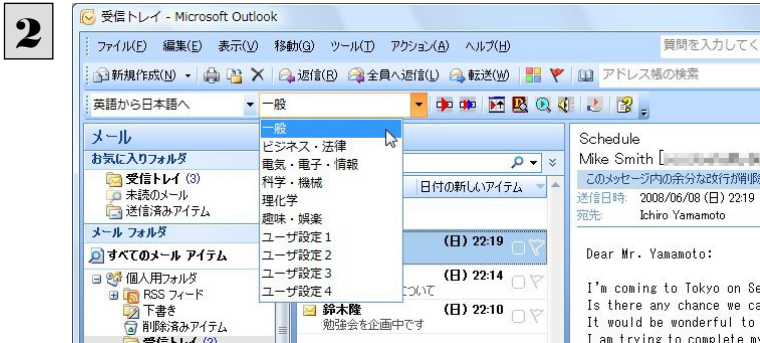 2
受信トレイ - Microsoft Outlook
ファイル(F) 編集(E) 表示(V) 移動(G) ツール(T) アクション(A) ヘルプ(H)
質問を入力してく
新規作成(N) 返信(R) 全員へ返信(L) 転送(W) アドレス帳の検索
英語から日本語へ 一般
一般
ビジネス・法律
電気・電子・情報
科学・機械
理化学
趣味・娯楽
ユーザ設定1
ユーザ設定2
ユーザ設定3
ユーザ設定4
メール
お気に入りフォルダ
受信トレイ (3)
未読のメール
送信済みアイテム
メール フォルダ
すべてのメール アイテム
個人用フォルダ
RSS フィード
下書き
削除済みアイテム
受信トレイ (3)
日付の新しいアイテム
(日) 22:19
(日) 22:14
ついて
鈴木隆 (日) 22:10
勉強会を企画中です
Schedule
Mike Smith [
このメッセージ内の余分な改行が削除
送信日時: 2008/06/08 (日) 22:19
宛先: Ichiro Yamamoto
Dear Mr. Yamamoto:
I'm coming to Tokyo on Se
Is there any chance we ca
It would be wonderful to
I am trying to complete my